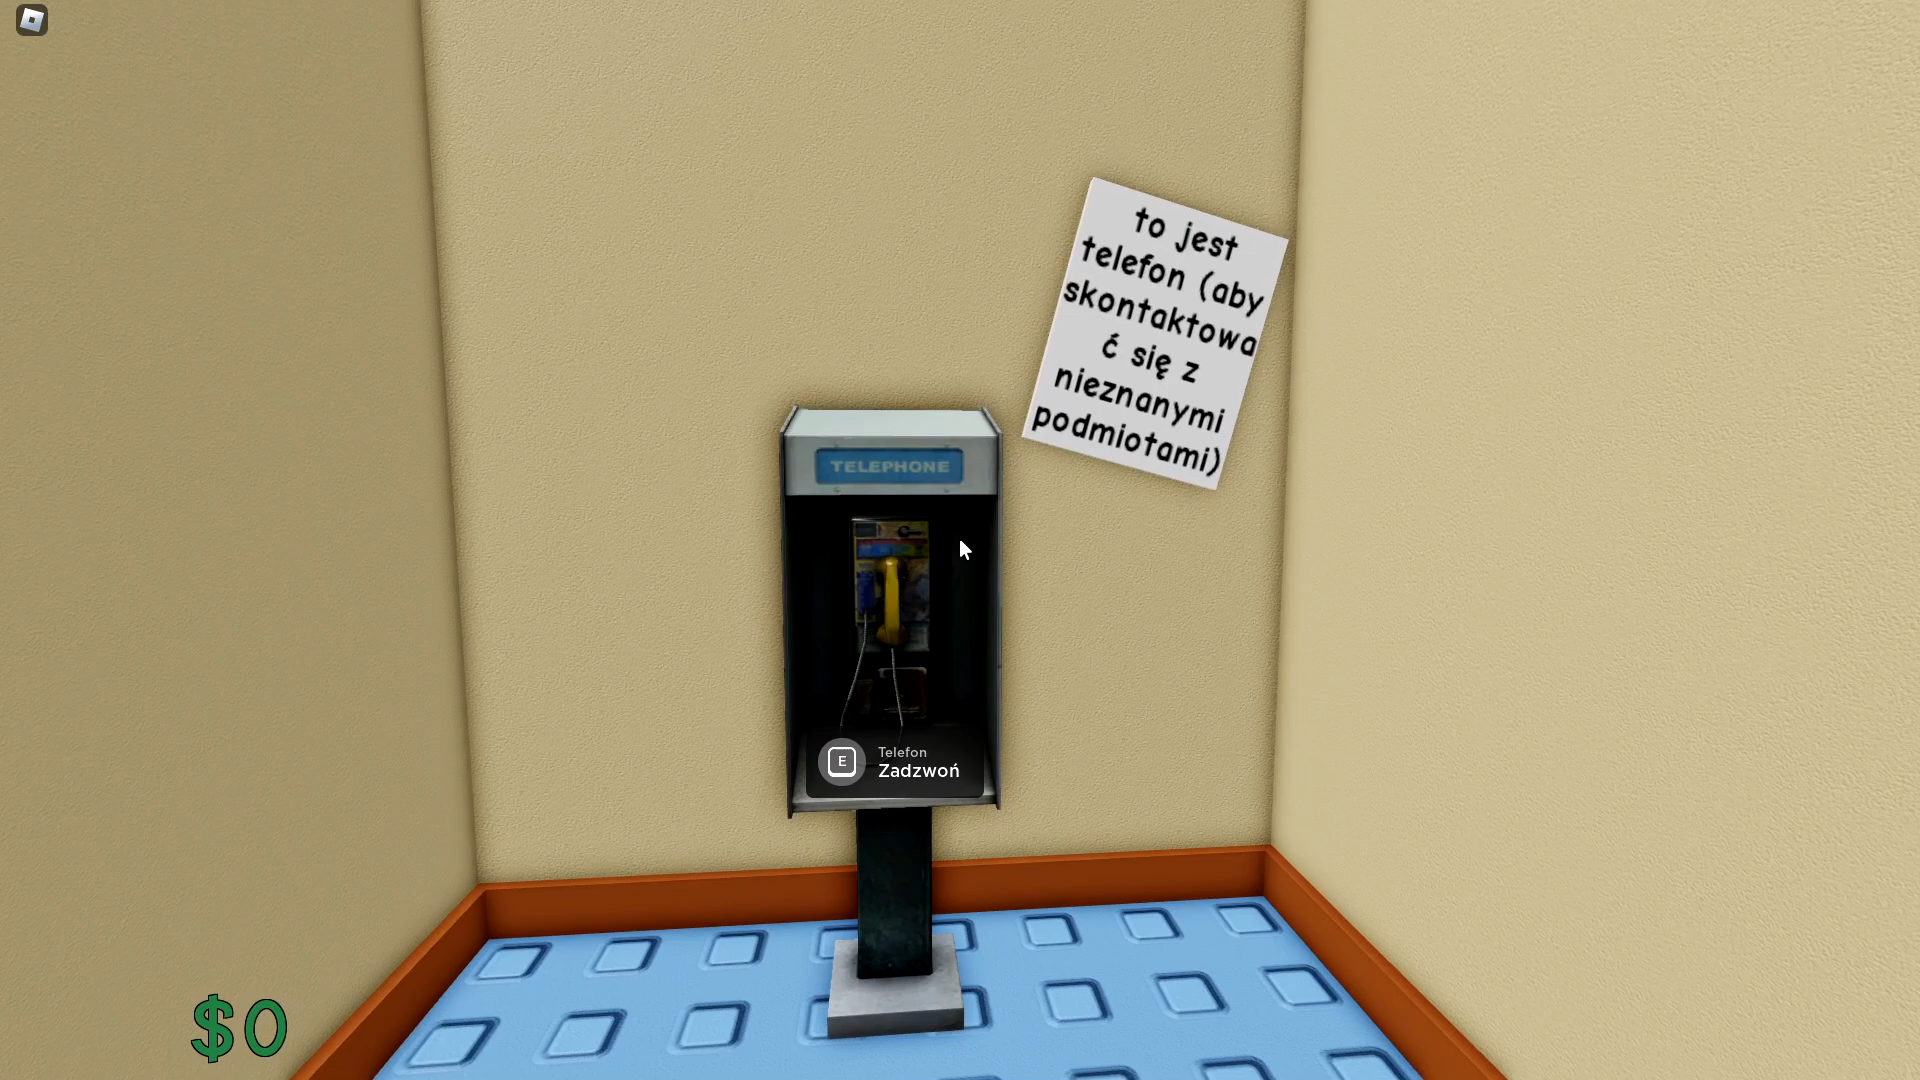 to jest
telefon (aby
skontaktowa
ć się z
nieznanymi
podmiotami)
TELEPHONE
E
Telefon
Zadzwoń
$0